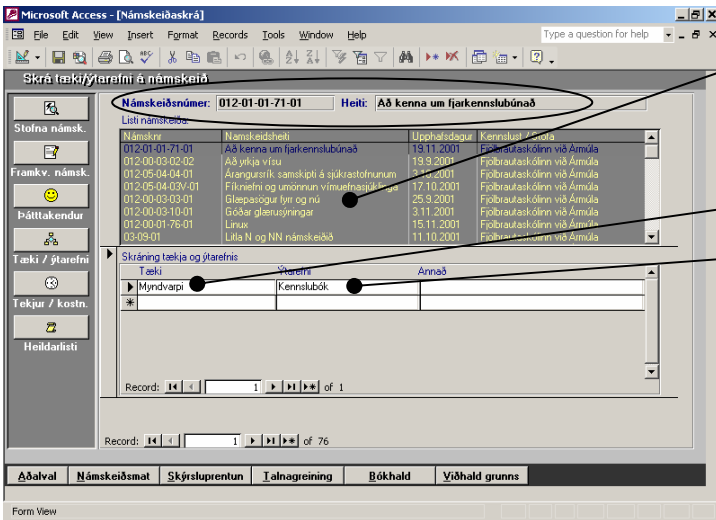 Microsoft Access - [Námskeiðaskrá]
File Edit View Insert Format Records Tools Window Help Type a question for help
Skrá tæki/ýtarefni á námskeið
Námskeiðsnúmer: 012-01-01-71-01 Heiti: Að kenna um fjarkennslubúnað
Listi námskeiða:
Námsknr Namskeidsheiti Upphafsdagur Kennslust / Stofa
012-01-01-71-01 Að kenna um fjarkennslubúnað 19.11.2001 Fjölbrautaskólinn við Ármúla
012-00-03-02-02 Að yrkja vísu 19.9.2001 Fjölbrautaskólinn við Ármúla
012-05-04-04-01 Árangursrík samskipti á sjúkrastofnunum 3.10.2001 Fjölbrautaskólinn við Ármúla
012-05-04-03V-01 Fíkniefni og umönnun vímuefnasjúklinga 17.10.2001 Fjölbrautaskólinn við Ármúla
012-00-03-03-01 Glæpasögur fyrr og nú 25.9.2001 Fjölbrautaskólinn við Ármúla
012-00-03-10-01 Góðar glærusýningar 3.11.2001 Fjölbrautaskólinn við Ármúla
012-00-01-76-01 Linux 15.11.2001 Fjölbrautaskólinn við Ármúla
03-09-01 Litla N og NN námskeiðið 11.10.2001 Fjölbrautaskólinn við Ármúla
Stofna námsk.
Framkv. námsk.
Þátttakendur
Tæki / ýtarefni
Tekjur / kostn.
Heildarlisti
Skráning tækja og ýtarefnis
Tæki Ýtarefni Annað
Myndvarpi Kennslubók
Record: 1 of 1
Record: 1 of 76
Aðalval Námskeiðsmat Skýrsluprentun Talnagreining Bókhald Viðhald grunns
Form View